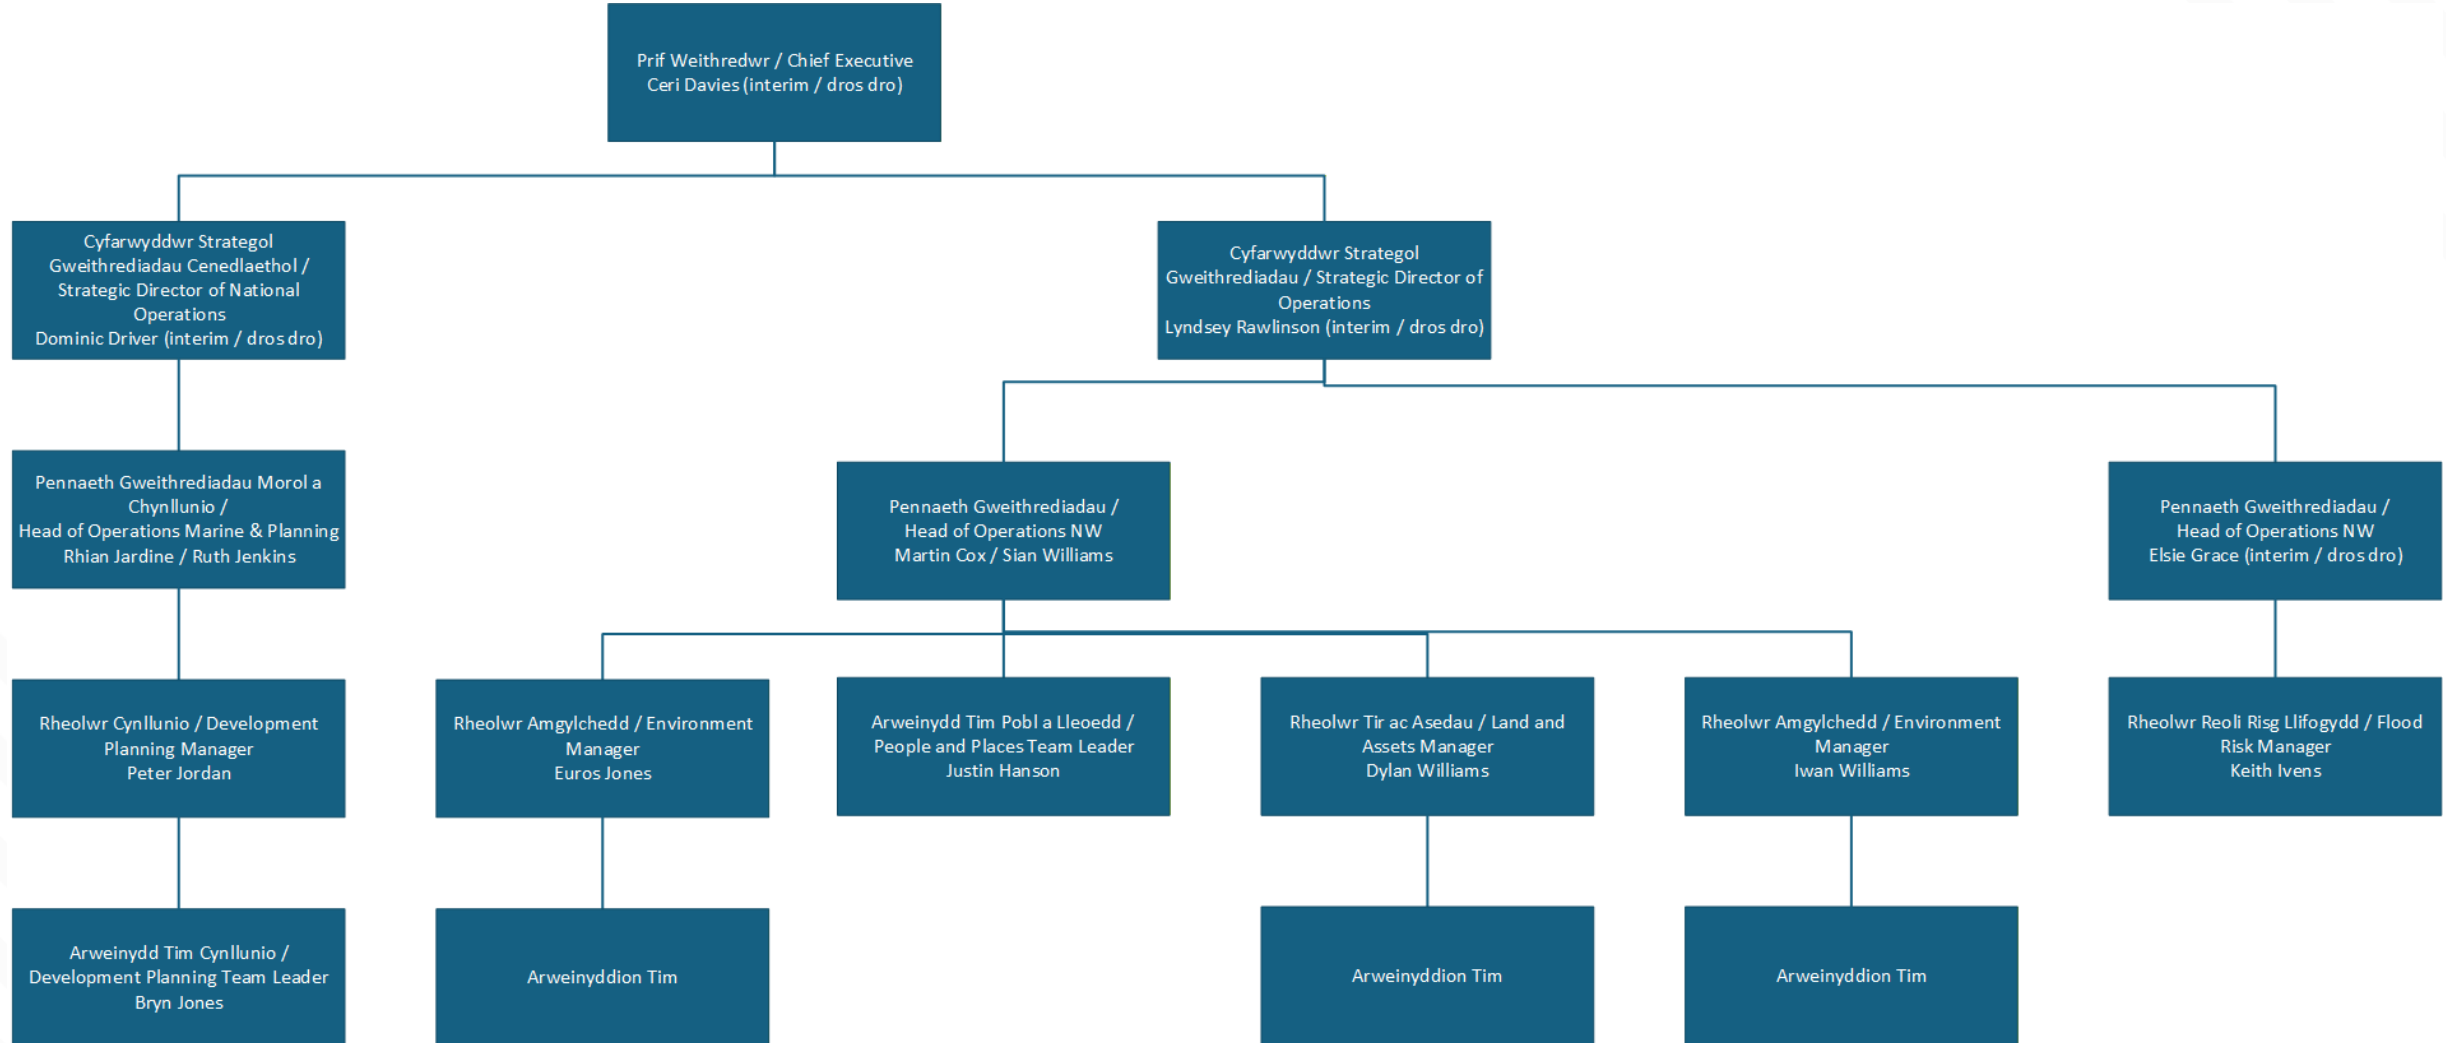 Prif Weithredwr / Chief Executive
Ceri Davies (interim / dros dro)
Cyfarwyddwr Strategol
Gweithrediadau Cenedlaethol /
Strategic Director of National
Operations
Dominic Driver (interim / dros dro)
Cyfarwyddwr Strategol
Gweithrediadau / Strategic Director of
Operations
Lyndsey Rawlinson (interim / dros dro)
Pennaeth Gweithrediadau Morol a
Chynllunio /
Head of Operations Marine & Planning
Rhian Jardine / Ruth Jenkins
Pennaeth Gweithrediadau /
Head of Operations NW
Martin Cox / Sian Williams
Pennaeth Gweithrediadau /
Head of Operations NW
Elsie Grace (interim / dros dro)
Rheolwr Cynllunio / Development
Planning Manager
Peter Jordan
Rheolwr Amgylchedd / Environment
Manager
Euros Jones
Arweinydd Tim Pobl a Lleoedd /
People and Places Team Leader
Justin Hanson
Rheolwr Tir ac Asedau / Land and
Assets Manager
Dylan Williams
Rheolwr Amgylchedd / Environment
Manager
Iwan Williams
Rheolwr Reoli Risg Llifogydd / Flood
Risk Manager
Keith Ivens
Arweinydd Tim Cynllunio /
Development Planning Team Leader
Bryn Jones
Arweinyddion Tim
Arweinyddion Tim
Arweinyddion Tim